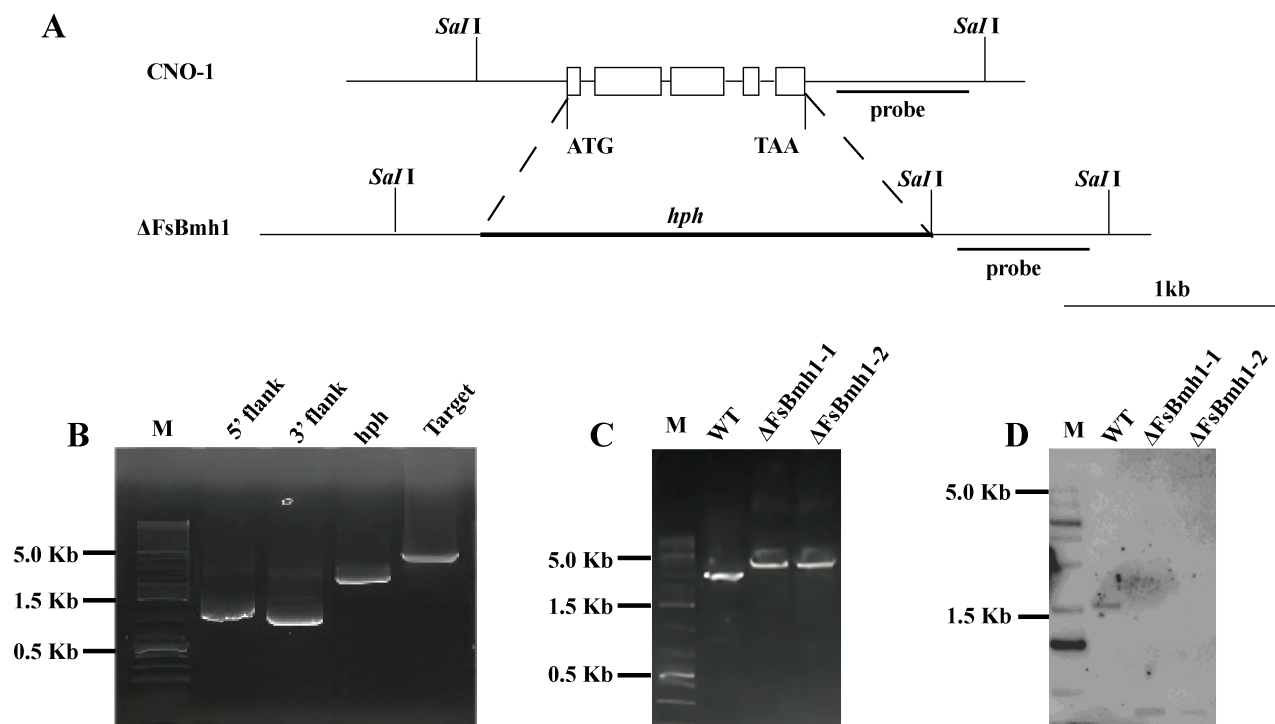 A
SalI
SalI
CNO-1
probe
ATG
TAA
SalI
SalI
SalI
hph
ΔFsBmh1
probe
1kb
B
M
5' flank
3' flank
hph
Target
5.0 Kb
1.5 Kb
0.5 Kb
C
M
WT
ΔFsBmh1-1
ΔFsBmh1-2
5.0 Kb
1.5 Kb
0.5 Kb
D
M
WT
ΔFsBmh1-1
ΔFsBmh1-2
5.0 Kb
1.5 Kb